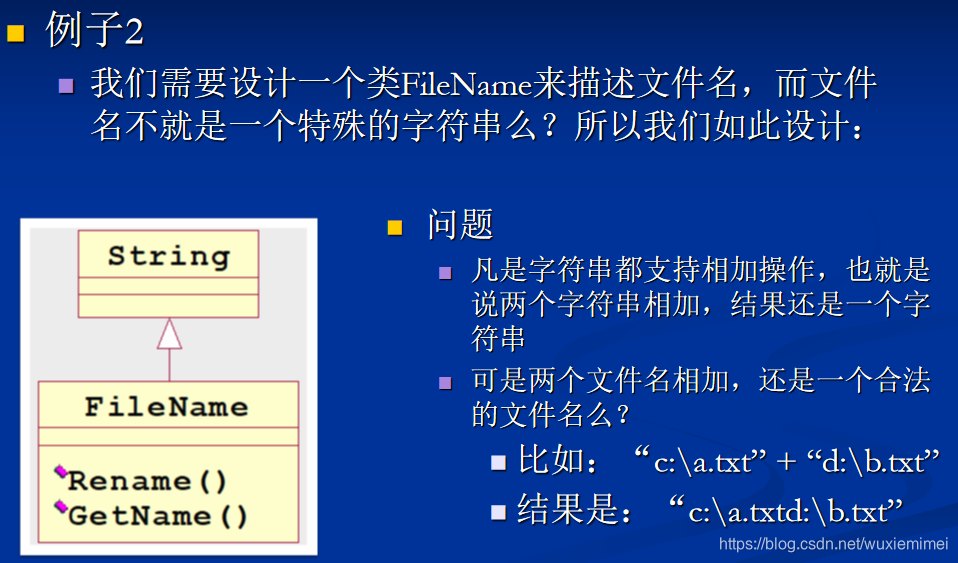 例子2
我们需要设计一个类FileName来描述文件名，而文件
名不就是一个特殊的字符串么？所以我们如此设计：
String
FileName
Rename()
GetName()
问题
凡是字符串都支持相加操作，也就是
说两个字符串相加，结果还是一个字
符串
可是两个文件名相加，还是一个合法
的文件名么？
比如：“c:\a.txt” + “d:\b.txt”
结果是：“c:\a.txtd:\b.txt”
https://blog.csdn.net/wuxiemimei